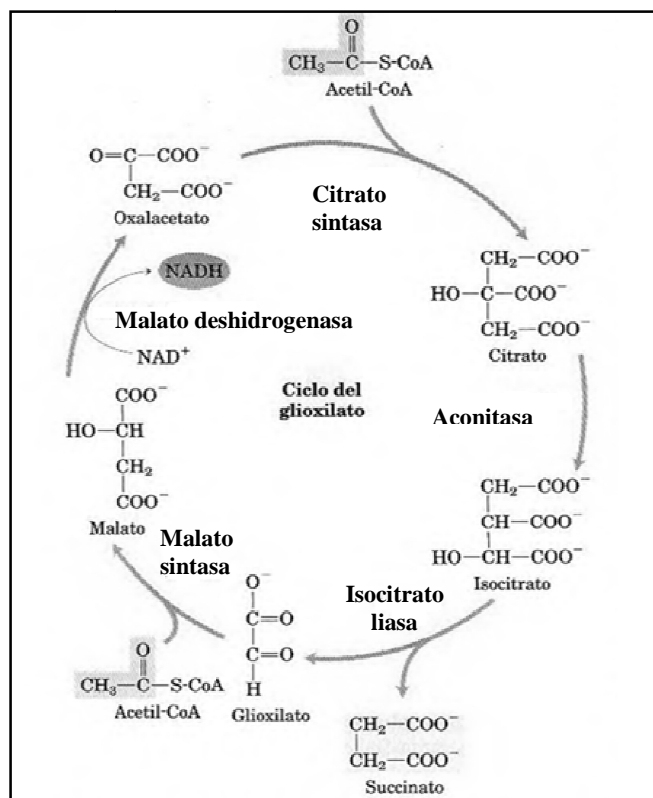 O
CH₃—C—S-CoA
Acetil-CoA
O=C—COO⁻
CH₂—COO⁻
Oxalacetato
Citrato
sintasa
NADH
CH₂—COO⁻
HO—C—COO⁻
CH₂—COO⁻
Citrato
Malato deshidrogenasa
NAD⁺
Ciclo del
glioxilato
Aconitasa
COO⁻
HO—CH
CH₂
COO⁻
Malato
CH₂—COO⁻
CH—COO⁻
HO—CH—COO⁻
Isocitrato
Malato
sintasa
Isocitrato
liasa
O⁻
C=O
C=O
H
Glioxilato
O
CH₃—C—S-CoA
Acetil-CoA
CH₂—COO⁻
CH₂—COO⁻
Succinato